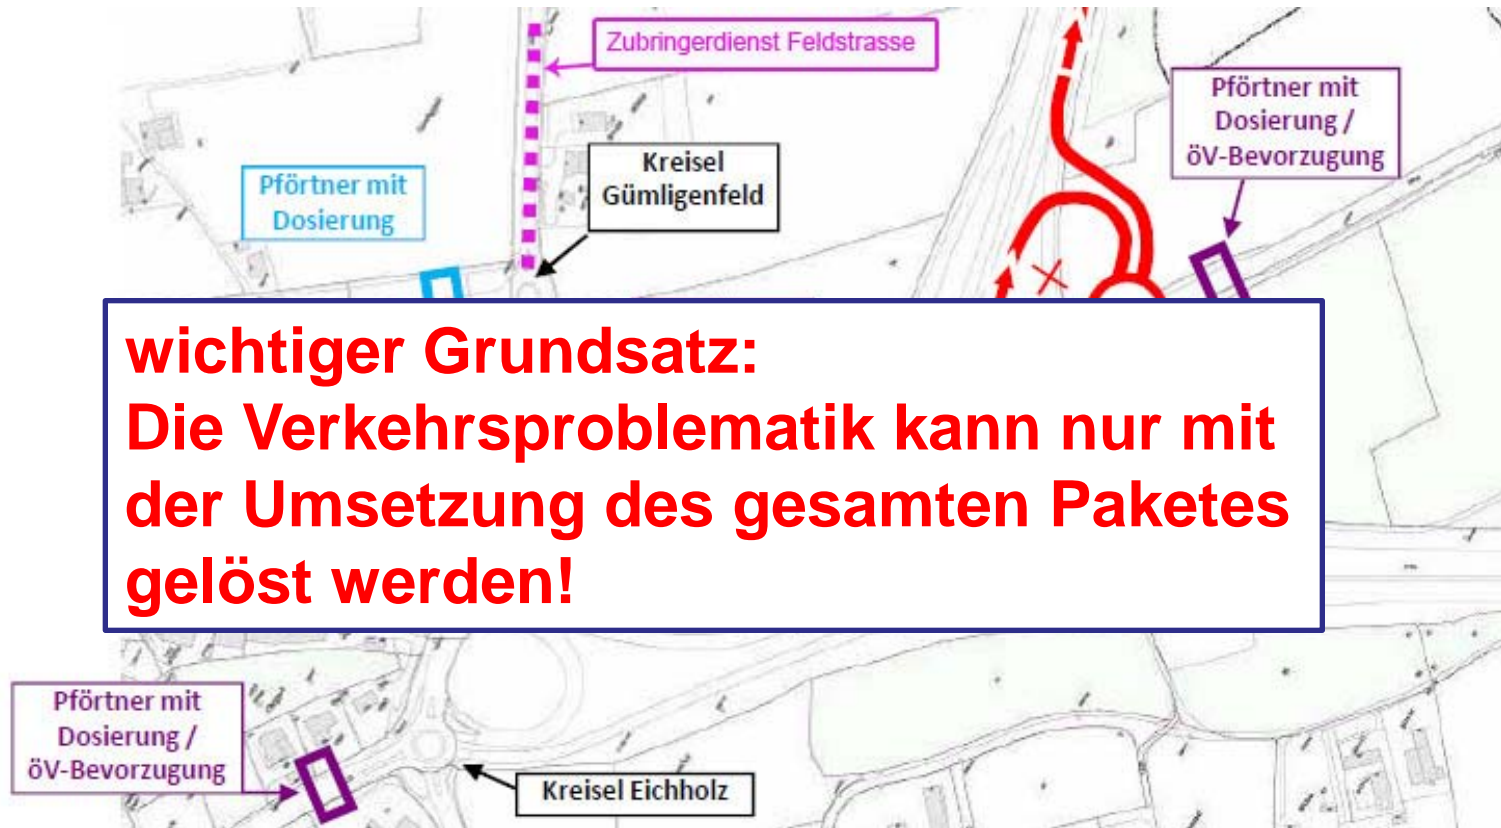 Zubringerdienst Feldstrasse
Pförtner mit
Dosierung /
öV-Bevorzugung
Kreisel
Gümligenfeld
Pförtner mit
Dosierung
wichtiger Grundsatz:
Die Verkehrsproblematik kann nur mit
der Umsetzung des gesamten Paketes
gelöst werden!
Pförtner mit
Dosierung /
öV-Bevorzugung
Kreisel Eichholz